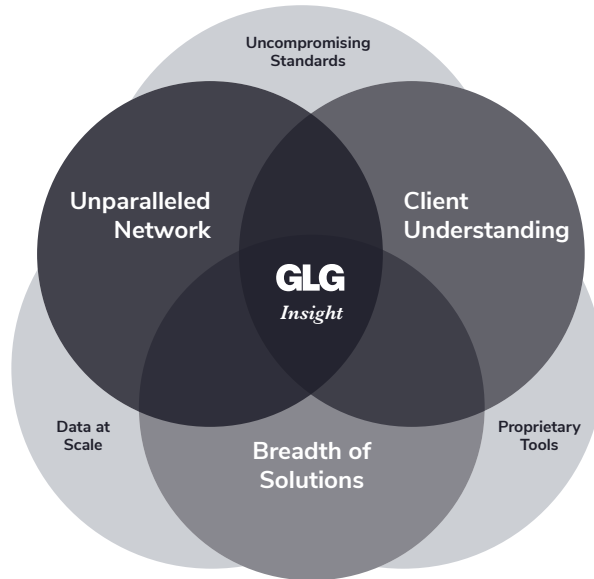 Uncompromising
Standards
Unparalleled
Network
Client
Understanding
GLG
Insight
Data at
Scale
Proprietary
Tools
Breadth of
Solutions